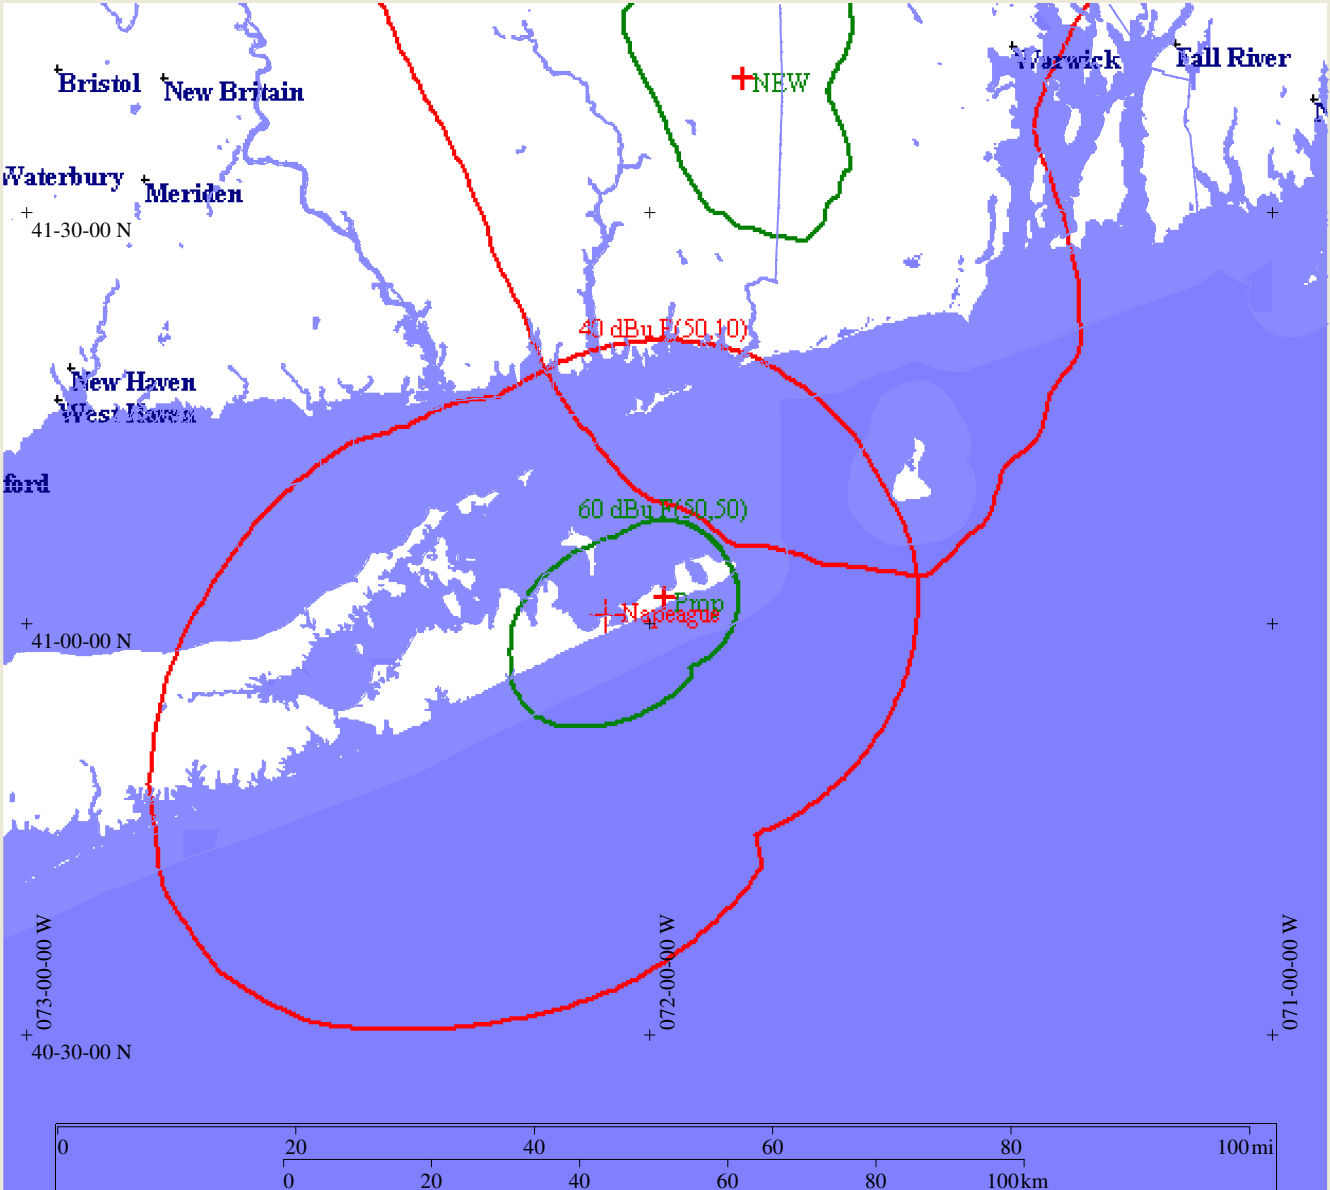 Bristol
New Britain
NEW
Warwick
Fall River
Waterbury
Meriden
41-30-00 N
40 dBu F(50,10)
New Haven
West Haven
ford
60 dBu F(50,50)
Prop
Napeague
41-00-00 N
073-00-00 W
072-00-00 W
071-00-00 W
40-30-00 N
0 20 40 60 80 100 mi
0 20 40 60 80 100 km